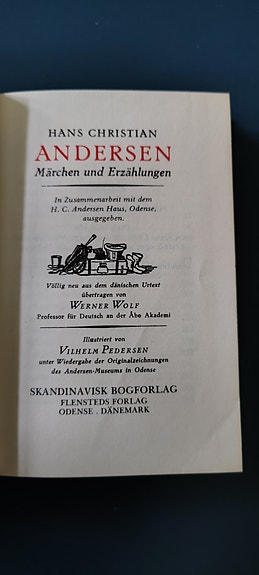 HANS CHRISTIAN
ANDERSEN
Märchen und Erzählungen
In Zusammenarbeit mit dem
H. C. Andersen Haus, Odense,
ausgegeben.
Völlig neu aus dem dänischen Urtext
übertragen von
WERNER WOLF
Professor für Deutsch an der Åbo Akademi
Illustriert von
VILHELM PEDERSEN
unter Wiedergabe der Originalzeichnungen
des Andersen-Museums in Odense
SKANDINAVISK BOGFORLAG
FLENSTEDS FORLAG
ODENSE . DÄNEMARK